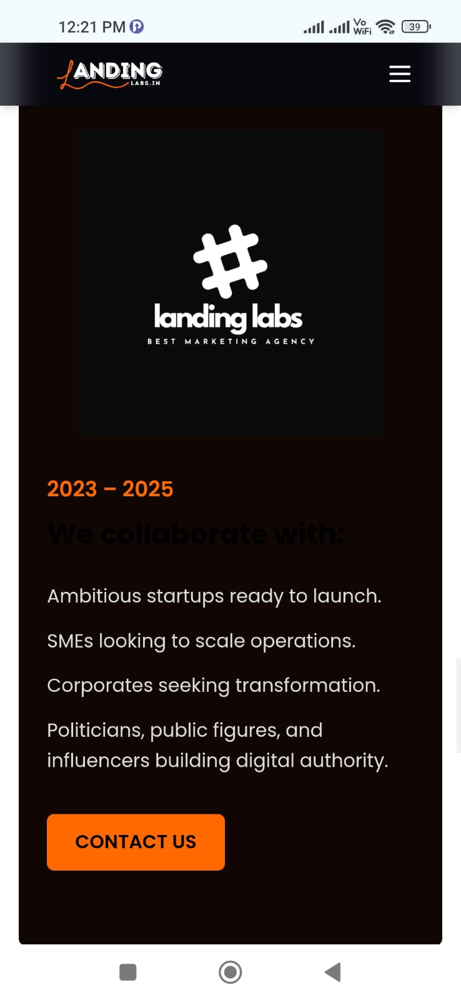 12:21 PM
Vo
WiFi
39
LANDING
LABS.IN
landing labs
BEST MARKETING AGENCY
2023 – 2025
We collaborate with:
Ambitious startups ready to launch.
SMEs looking to scale operations.
Corporates seeking transformation.
Politicians, public figures, and
influencers building digital authority.
CONTACT US